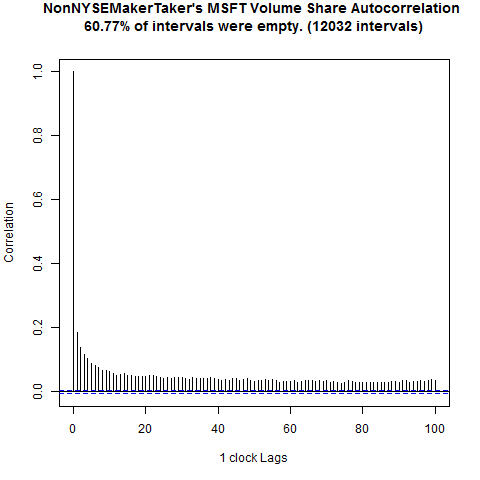 NonNYSEMakerTaker's MSFT Volume Share Autocorrelation
60.77% of intervals were empty. (12032 intervals)
1.0
0.8
0.6
0.4
0.2
0.0
Correlation
0 20 40 60 80 100
1 clock Lags